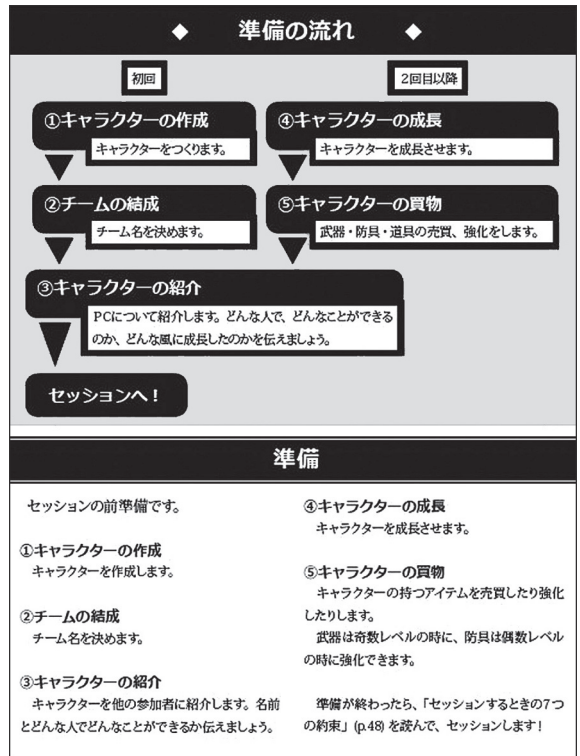 ◆ 準備の流れ ◆
初回
①キャラクターの作成
キャラクターをつくります。
②チームの結成
チーム名を決めます。
2回目以降
④キャラクターの成長
キャラクターを成長させます。
⑤キャラクターの買物
武器・防具・道具の売買、強化をします。
③キャラクターの紹介
PCについて紹介します。どんな人で、どんなことができる
のか、どんな風に成長したのかを伝えましょう。
セッションへ！
準備
セッションの前準備です。
①キャラクターの作成
キャラクターを作成します。
②チームの結成
チーム名を決めます。
③キャラクターの紹介
キャラクターを他の参加者に紹介します。名前
とどんな人でどんなことができるか伝えましょう。
④キャラクターの成長
キャラクターを成長させます。
⑤キャラクターの買物
キャラクターの持つアイテムを売買したり強化
したりします。
武器は奇数レベルの時に、防具は偶数レベル
の時に強化できます。
準備が終わったら、「セッションするときの7つ
の約束」(p.48)を読んで、セッションします！